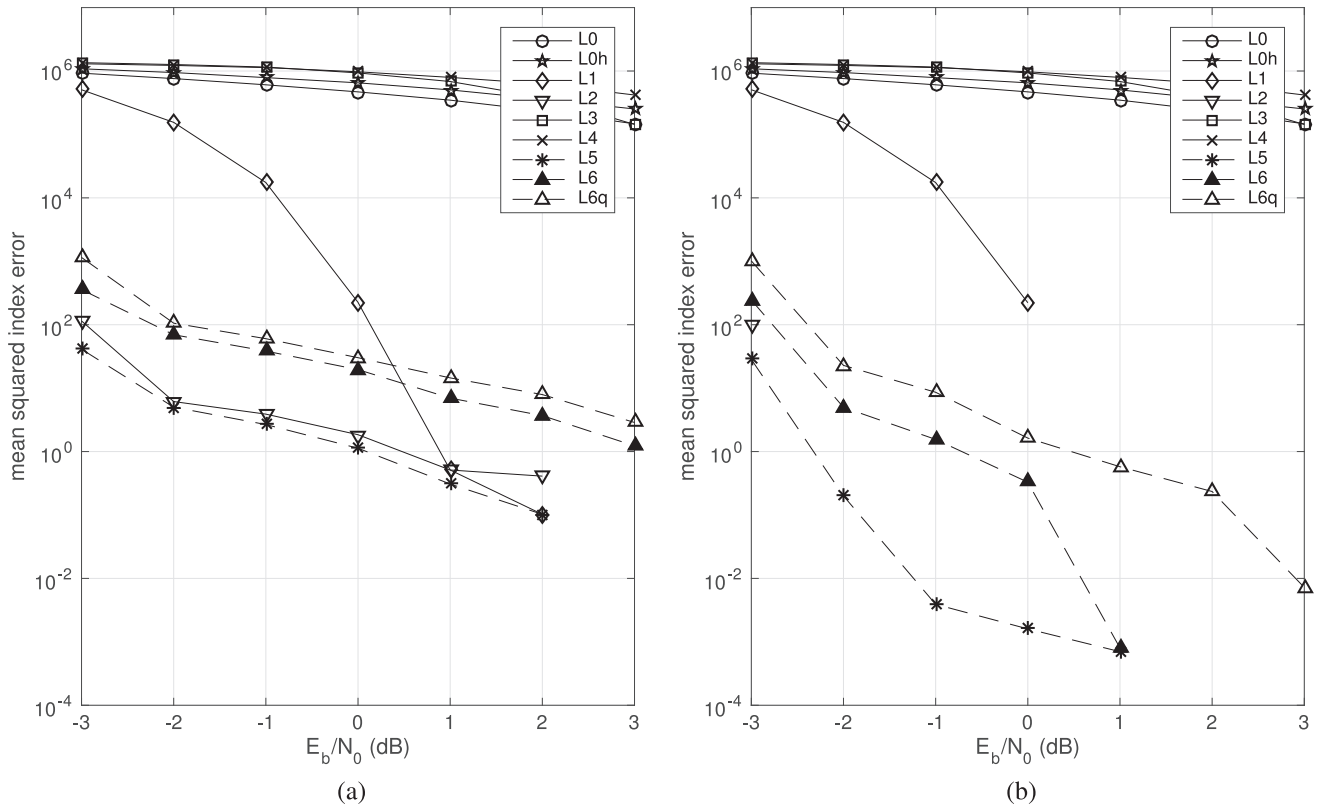 10^6
10^4
10^2
10^0
10^-2
10^-4
mean squared index error
-3 -2 -1 0 1 2 3
E_b/N_0 (dB)
L0
L0h
L1
L2
L3
L4
L5
L6
L6q
(a)
10^6
10^4
10^2
10^0
10^-2
10^-4
mean squared index error
-3 -2 -1 0 1 2 3
E_b/N_0 (dB)
L0
L0h
L1
L2
L3
L4
L5
L6
L6q
(b)